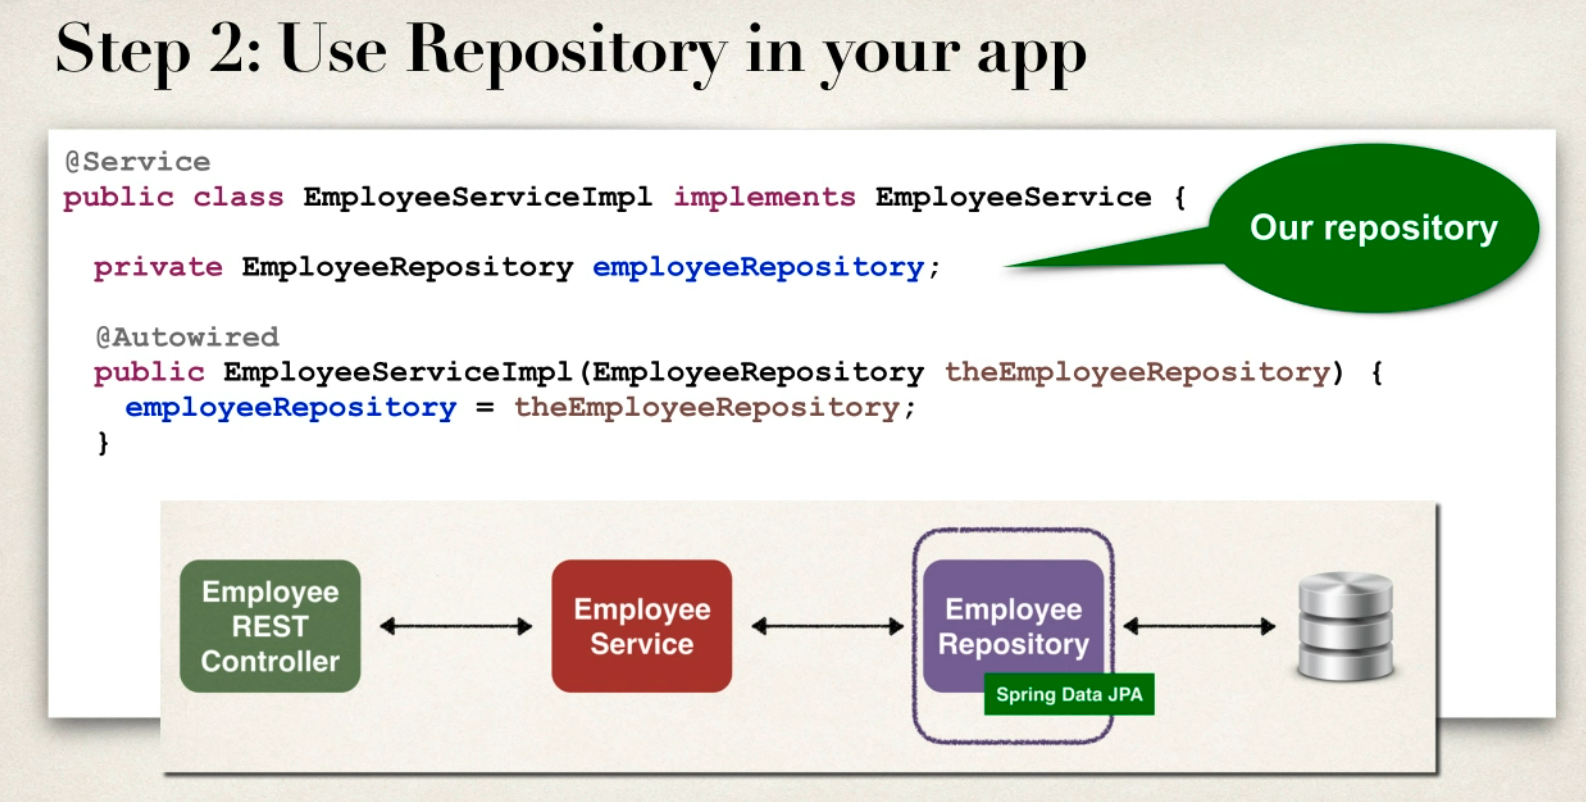 Step 2: Use Repository in your app
@Service
public class EmployeeServiceImpl implements EmployeeService {
private EmployeeRepository employeeRepository;
Our repository
@Autowired
public EmployeeServiceImpl(EmployeeRepository theEmployeeRepository) {
employeeRepository = theEmployeeRepository;
}
Employee
REST
Controller
Employee
Service
Employee
Repository
Spring Data JPA